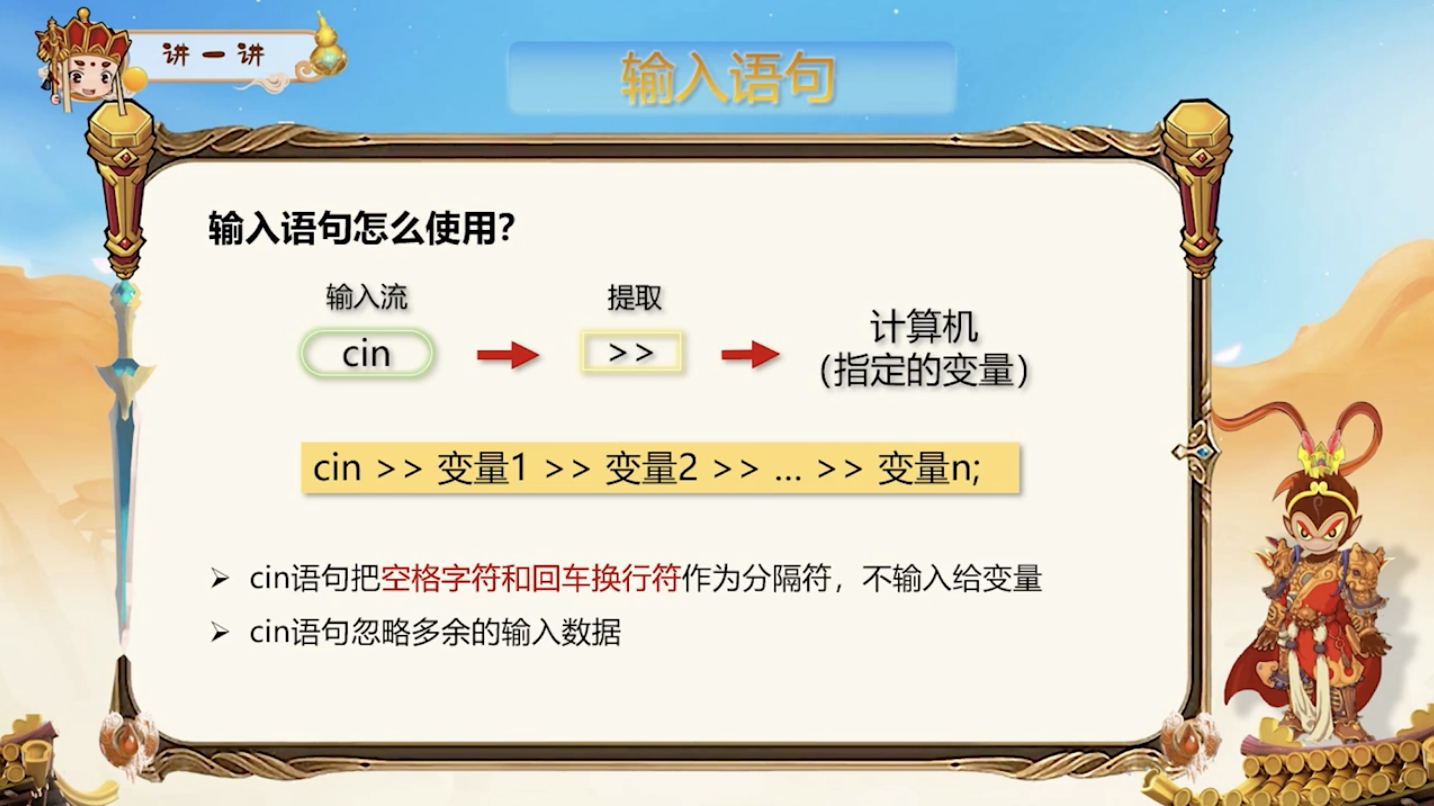 讲一讲
输入语句
输入语句怎么使用?
输入流
提取
cin
>>
计算机
（指定的变量）
cin >> 变量1 >> 变量2 >> ... >> 变量n;
➢ cin语句把空格字符和回车换行符作为分隔符，不输入给变量
➢ cin语句忽略多余的输入数据